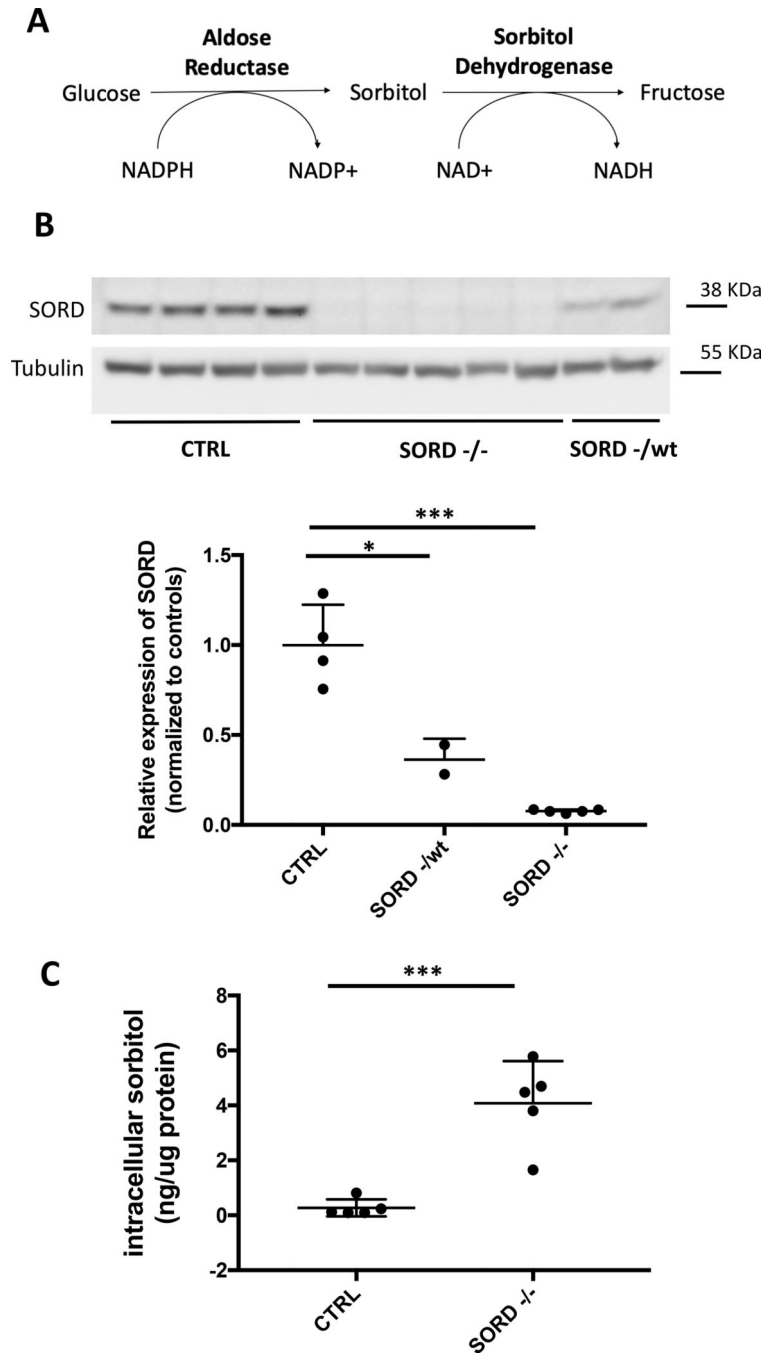 A
Aldose
Reductase
Sorbitol
Dehydrogenase
Glucose
Sorbitol
Fructose
NADPH
NADP+
NAD+
NADH
B
SORD
38 KDa
Tubulin
55 KDa
CTRL
SORD -/-
SORD -/wt
Relative expression of SORD
(normalized to controls)
***
*
1.5
1.0
0.5
0.0
CTRL
SORD -/wt
SORD -/-
C
intracellular sorbitol
(ng/ug protein)
***
8
6
4
2
0
-2
CTRL
SORD -/-